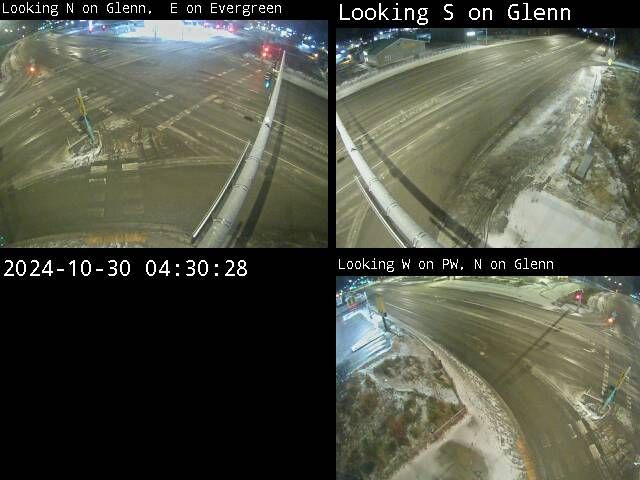 Looking N on Glenn,  E on Evergreen
Looking S on Glenn
2024-10-30 04:30:28
Looking W on PW, N on Glenn